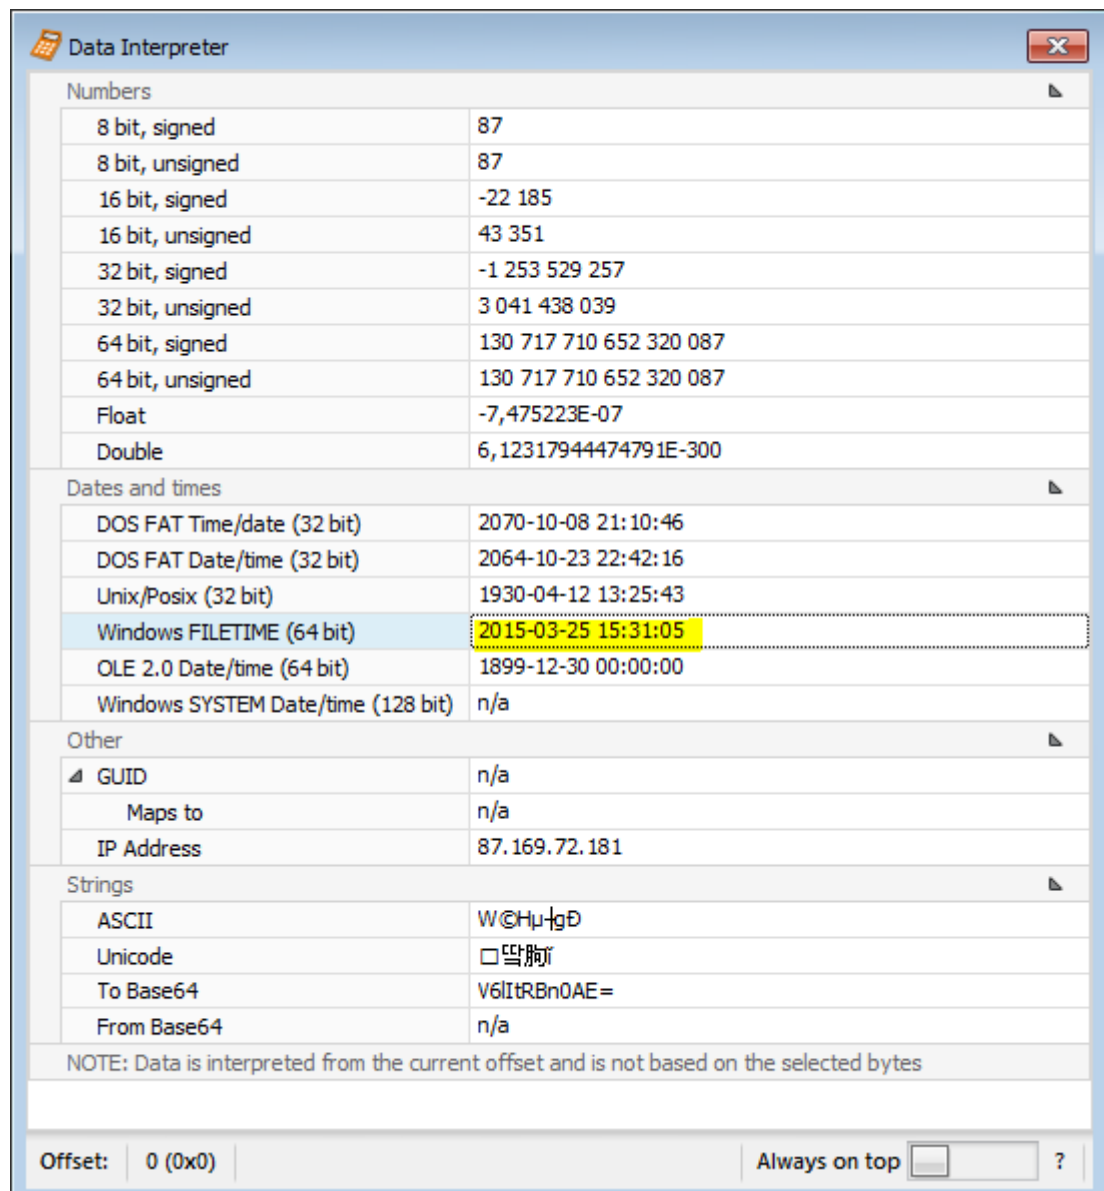 Data Interpreter
Numbers
8 bit, signed 87
8 bit, unsigned 87
16 bit, signed -22 185
16 bit, unsigned 43 351
32 bit, signed -1 253 529 257
32 bit, unsigned 3 041 438 039
64 bit, signed 130 717 710 652 320 087
64 bit, unsigned 130 717 710 652 320 087
Float -7,475223E-07
Double 6,12317944474791E-300
Dates and times
DOS FAT Time/date (32 bit) 2070-10-08 21:10:46
DOS FAT Date/time (32 bit) 2064-10-23 22:42:16
Unix/Posix (32 bit) 1930-04-12 13:25:43
Windows FILETIME (64 bit) 2015-03-25 15:31:05
OLE 2.0 Date/time (64 bit) 1899-12-30 00:00:00
Windows SYSTEM Date/time (128 bit) n/a
Other
GUID n/a
Maps to n/a
IP Address 87.169.72.181
Strings
ASCII W©Hµ┼gÐ
Unicode
To Base64 V6lItRBn0AE=
From Base64 n/a
NOTE: Data is interpreted from the current offset and is not based on the selected bytes
Offset: 0 (0x0) Always on top ?